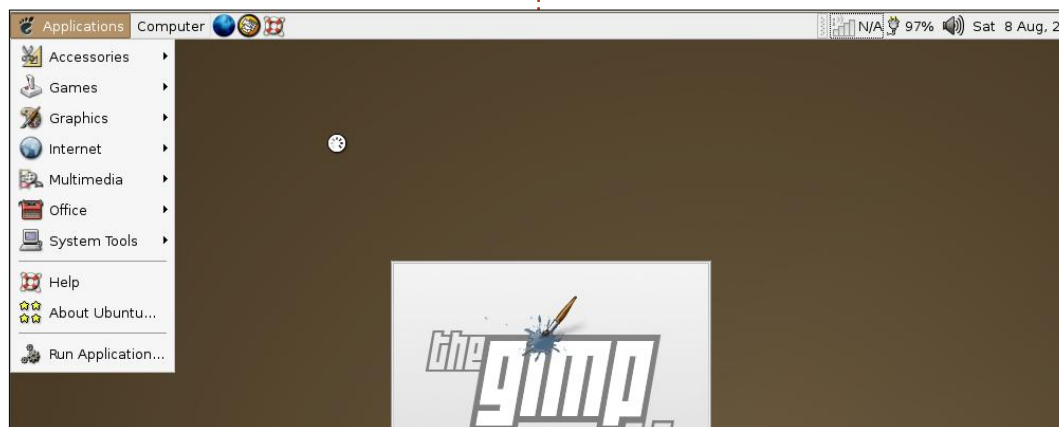 Applications Computer N/A 97% Sat 8 Aug, 2
Accessories
Games
Graphics
Internet
Multimedia
Office
System Tools
Help
About Ubuntu...
Run Application...
the
gimp